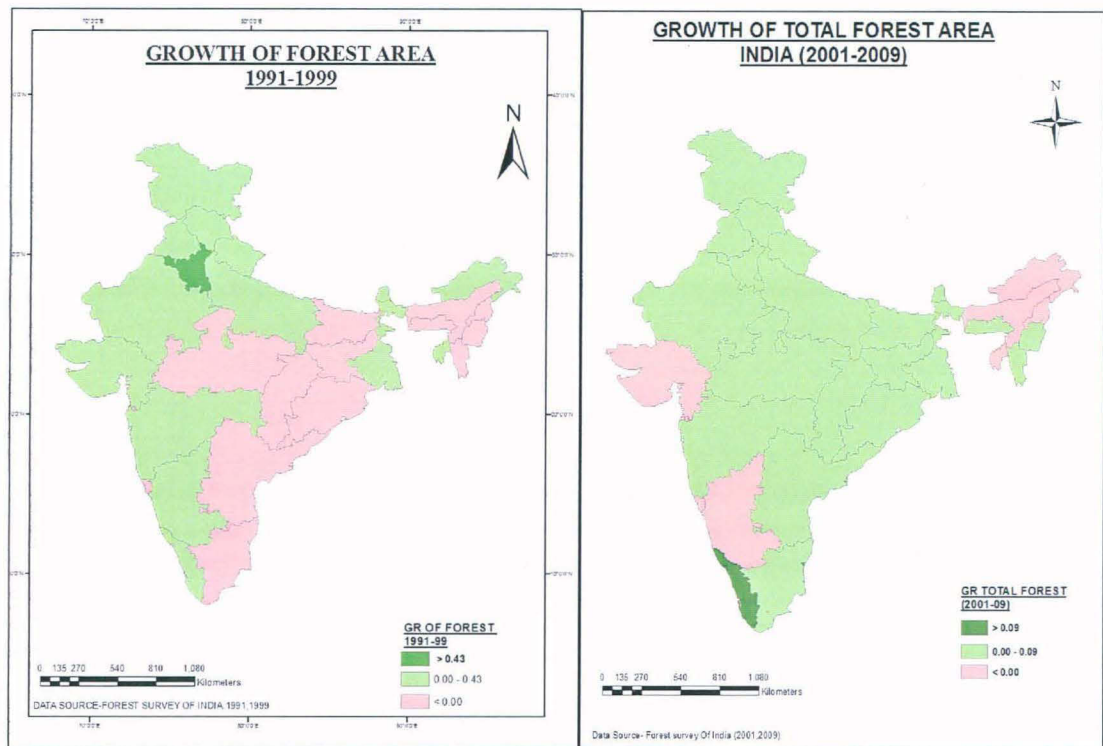 GROWTH OF FOREST AREA
1991-1999
N
GR OF FOREST
1991-99
> 0.43
0.00 - 0.43
< 0.00
0 135 270 540 810 1,080
Kilometers
DATA SOURCE-FOREST SURVEY OF INDIA,1991,1999
GROWTH OF TOTAL FOREST AREA
INDIA (2001-2009)
N
GR TOTAL FOREST
(2001-09)
> 0.09
0.00 - 0.09
< 0.00
0 135 270 540 810 1,080
Kilometers
Data Source- Forest survey Of India (2001,2009)